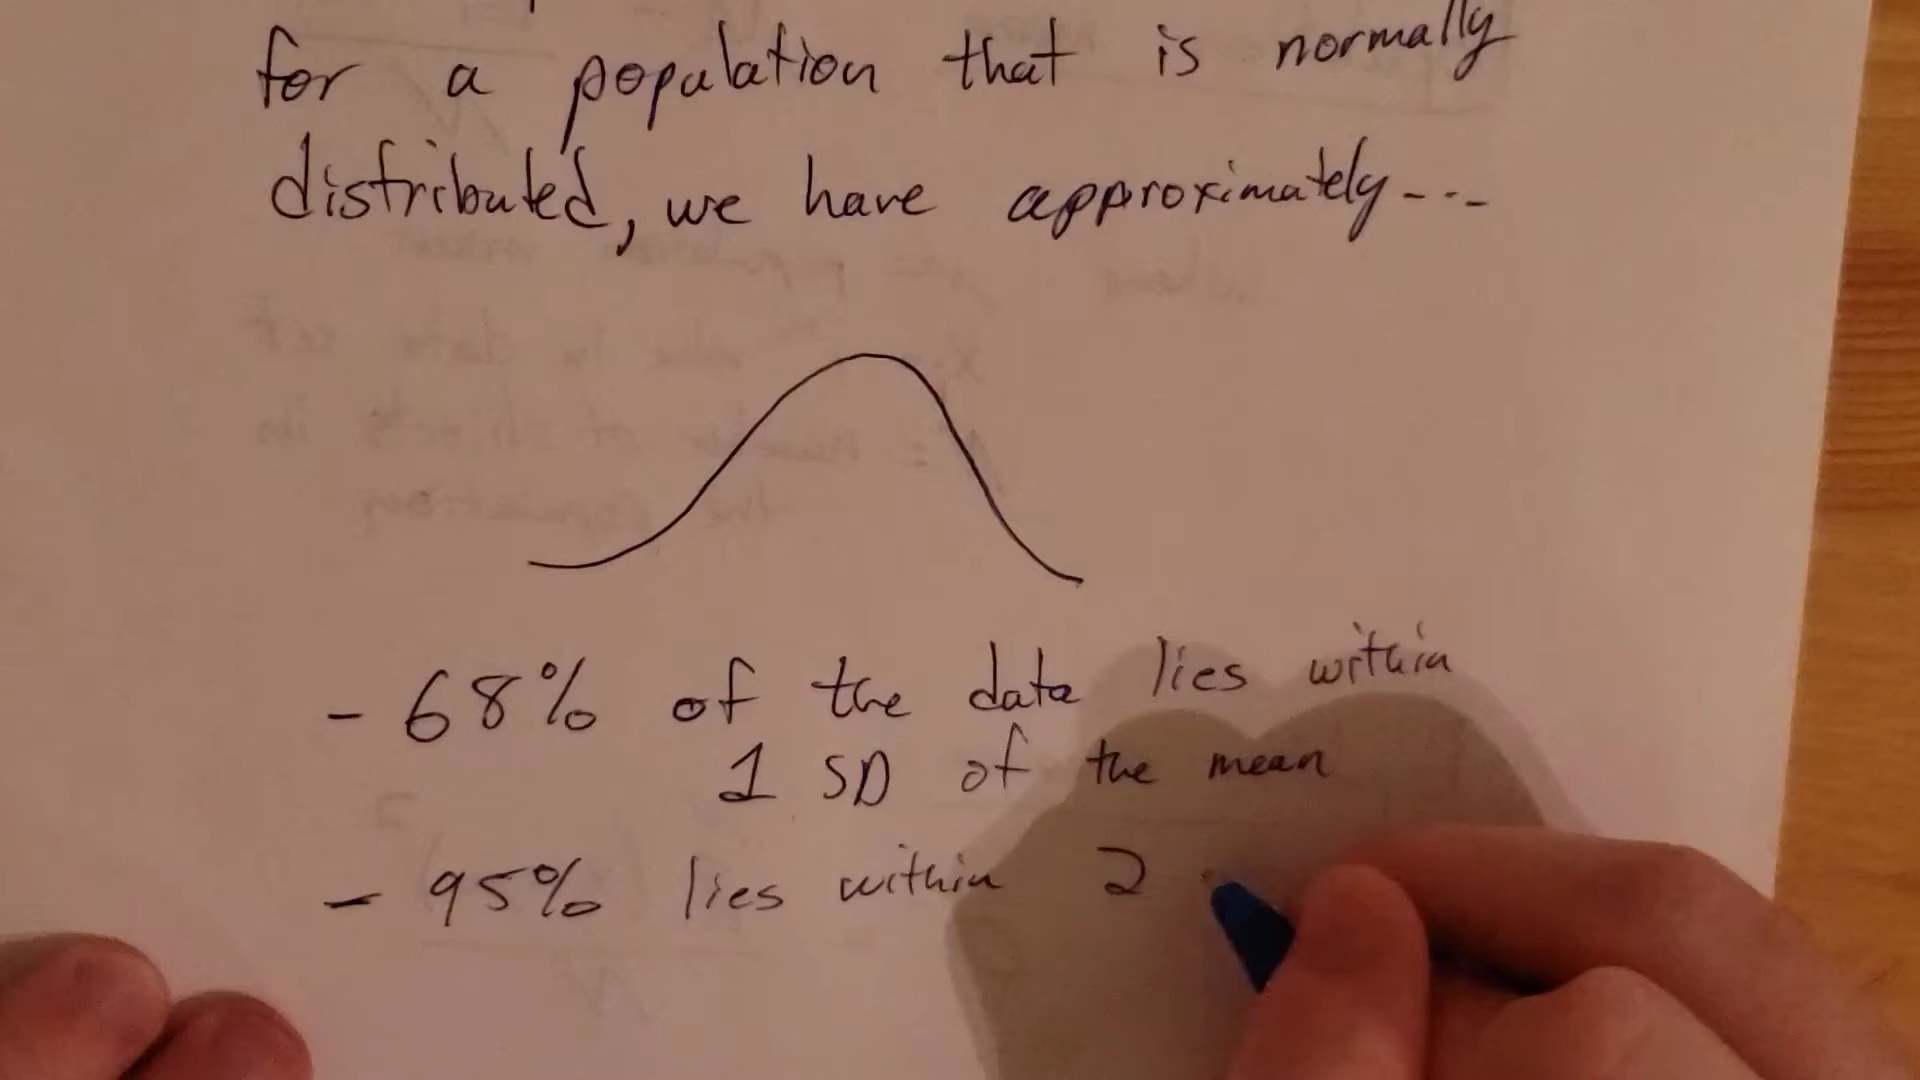 for a population that is normally
distributed, we have approximately---
- 68% of the data lies within
1 SD of the mean
- 95% lies within 2